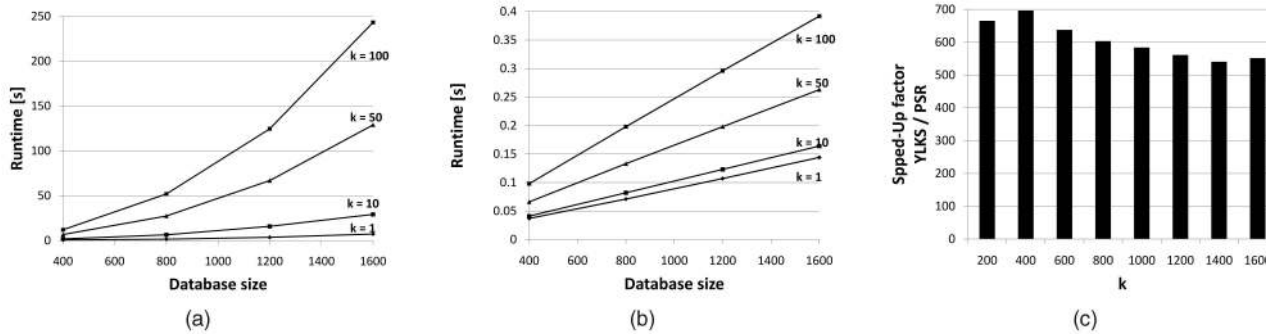 250
200
150
100
50
0
Runtime [s]
k = 100
k = 50
k = 10
k = 1
400 600 800 1000 1200 1400 1600
Database size
(a)
0.4
0.35
0.3
0.25
0.2
0.15
0.1
0.05
0
Runtime [s]
k = 100
k = 50
k = 10
k = 1
400 600 800 1000 1200 1400 1600
Database size
(b)
700
600
500
400
300
200
100
0
Spped-Up factor
YLKS / PSR
200 400 600 800 1000 1200 1400 1600
k
(c)